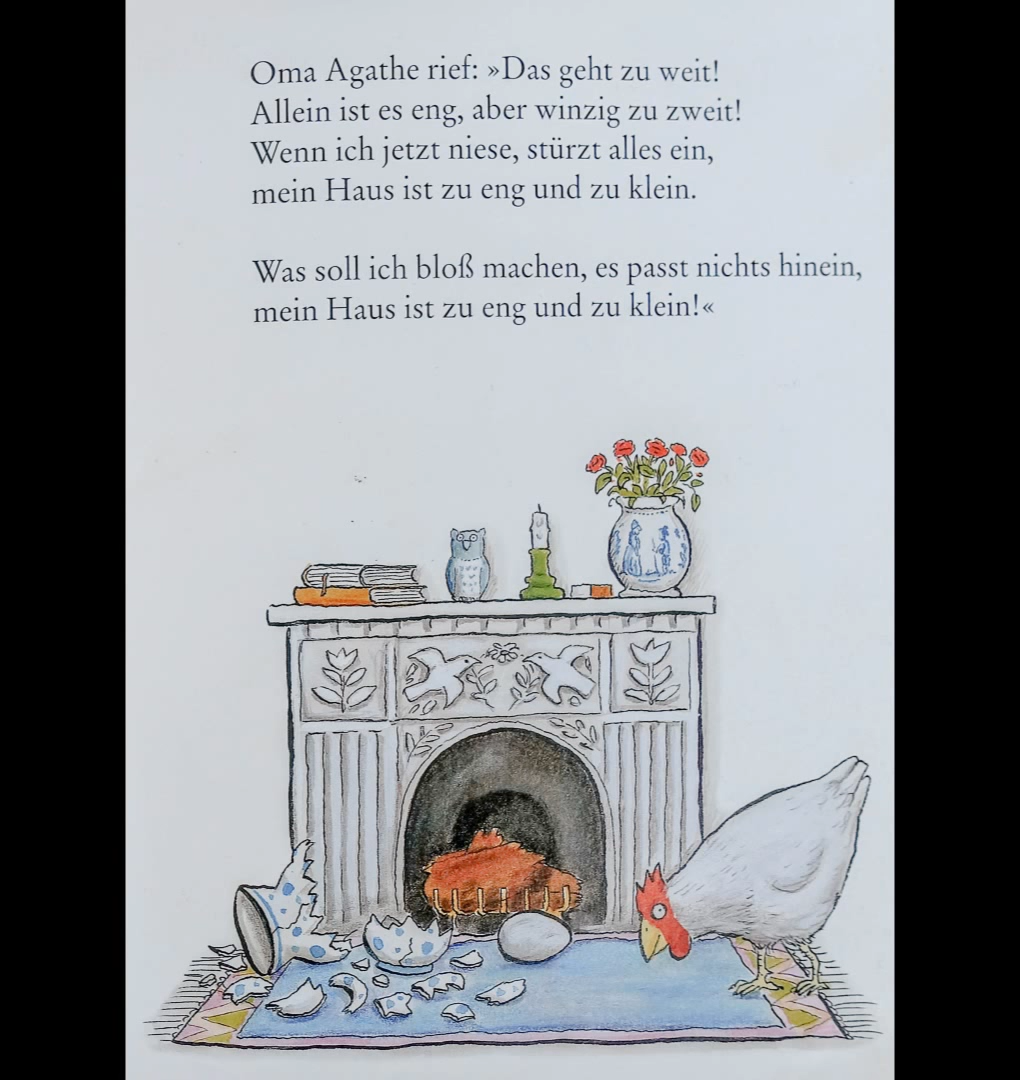 Oma Agathe rief: »Das geht zu weit!
Allein ist es eng, aber winzig zu zweit!
Wenn ich jetzt niese, stürzt alles ein,
mein Haus ist zu eng und zu klein.
Was soll ich bloß machen, es passt nichts hinein,
mein Haus ist zu eng und zu klein!«